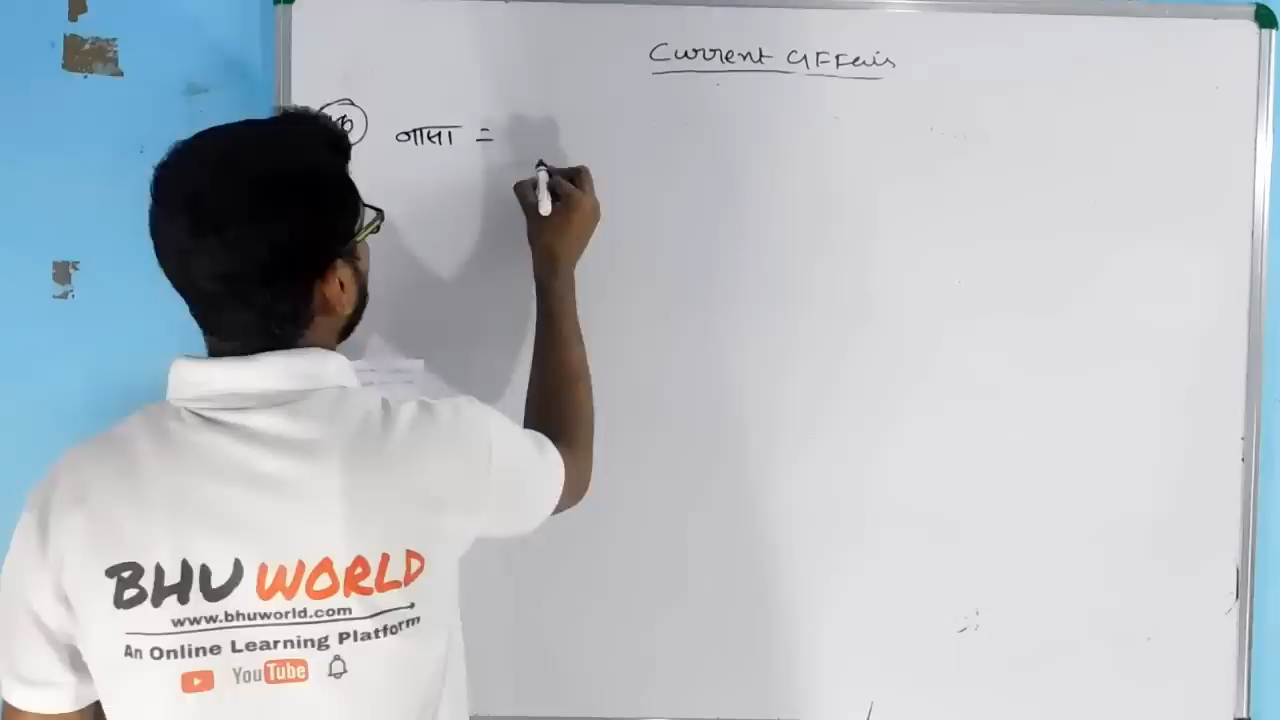 Current Affairs
नासा =
BHU WORLD
www.bhuworld.com
An Online Learning Platform
YouTube